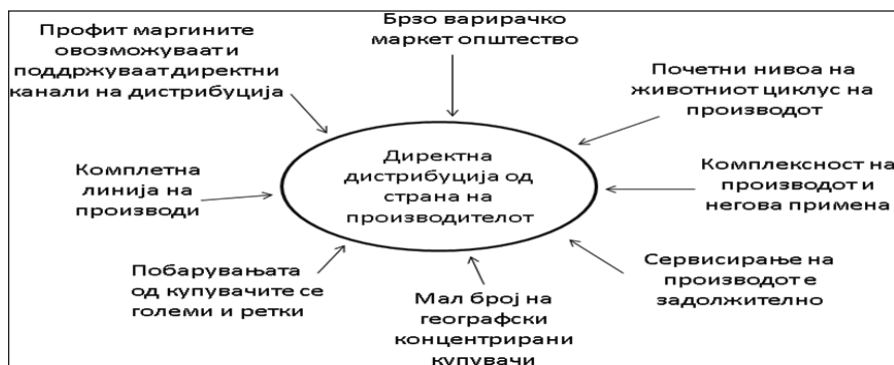 Профит маргините
овозможуваат и
поддржуваат директни
канали на дистрибуција
Брзо варирачко
маркет општество
Почетни нивоа на
животниот циклус на
производот
Комплетна
линија на
производи
Директна
дистрибуција од
страна на
производителот
Комплексност на
производот и
негова примена
Побарувањата
од купувачите се
големи и ретки
Мал број на
географски
концентрирани
купувачи
Сервисирање на
производот е
задолжително